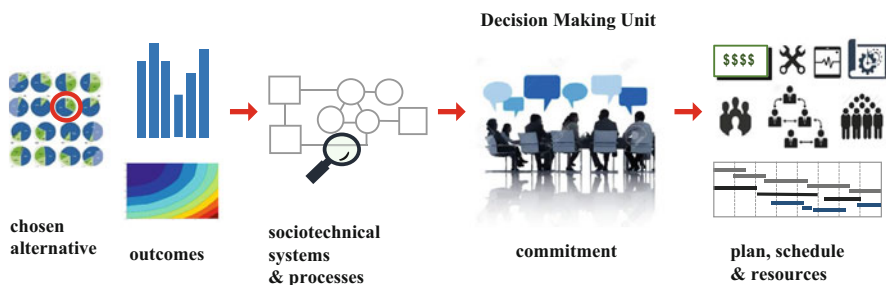 Decision Making Unit
$$$$
chosen
alternative
outcomes
sociotechnical
systems
& processes
commitment
plan, schedule
& resources